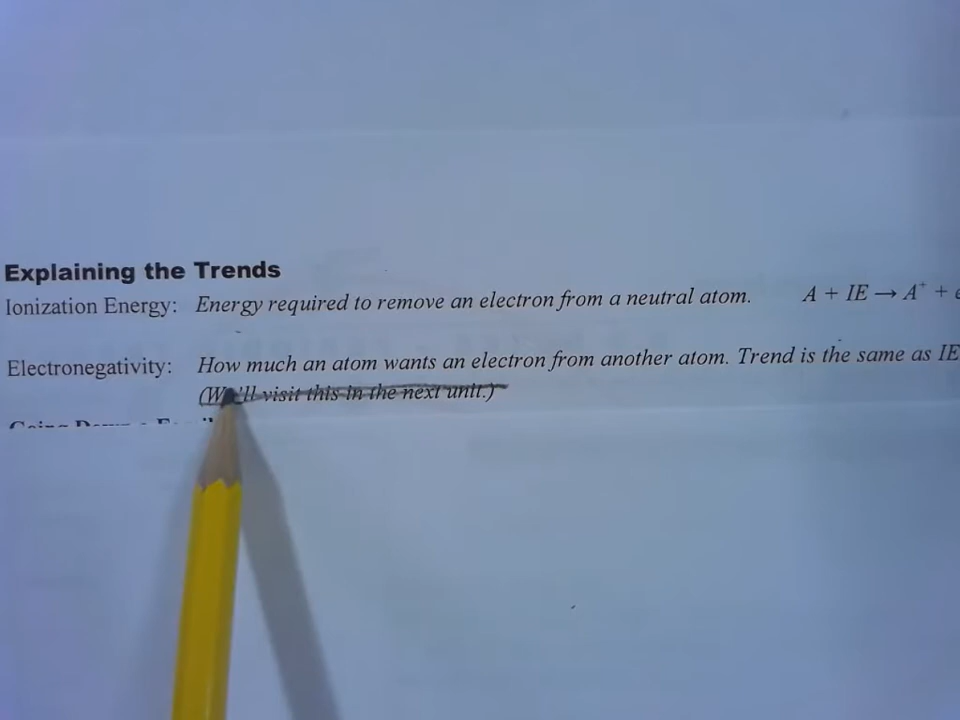 Explaining the Trends
Ionization Energy: Energy required to remove an electron from a neutral atom. A + IE → A⁺ + e
Electronegativity: How much an atom wants an electron from another atom. Trend is the same as IE
(We'll visit this in the next unit.)